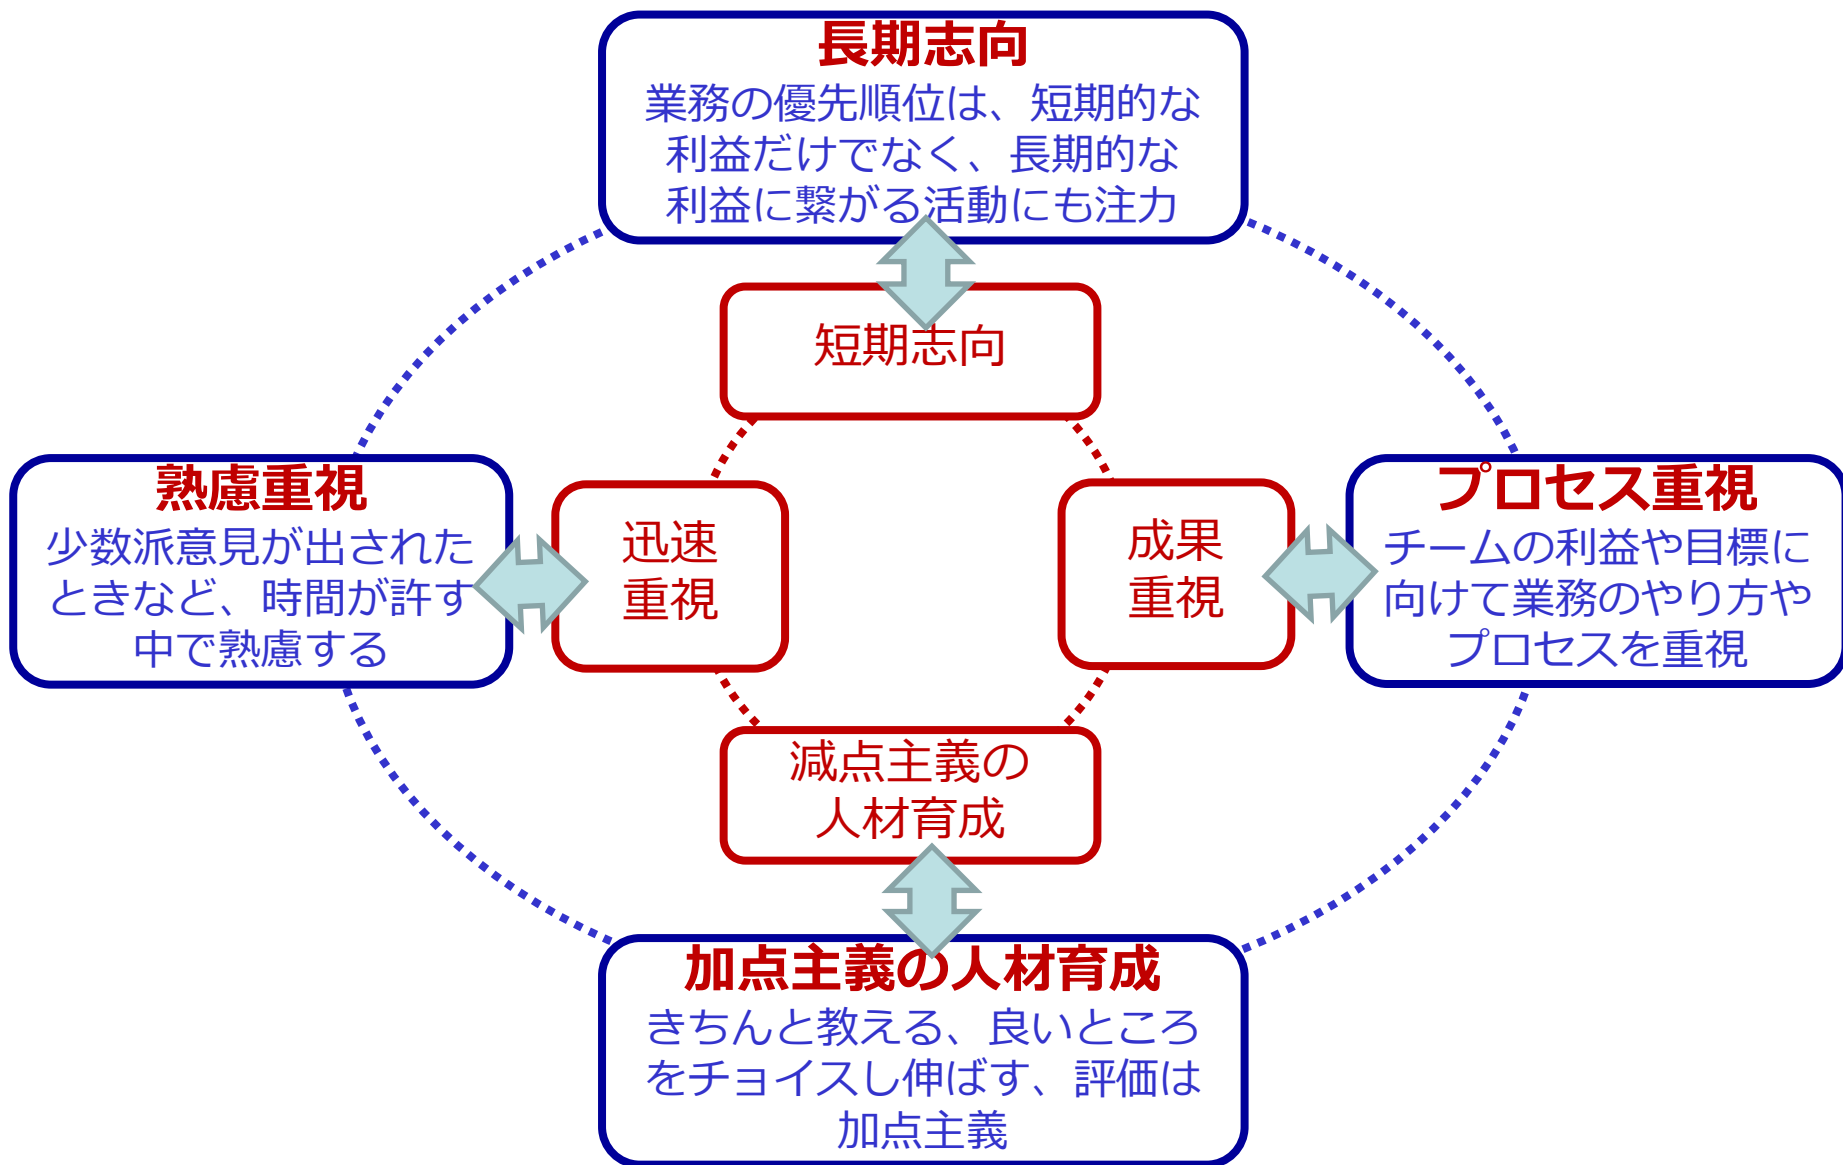 長期志向
業務の優先順位は、短期的な
利益だけでなく、長期的な
利益に繋がる活動にも注力
短期志向
熟慮重視
少数派意見が出された
ときなど、時間が許す
中で熟慮する
迅速
重視
成果
重視
プロセス重視
チームの利益や目標に
向けて業務のやり方や
プロセスを重視
減点主義の
人材育成
加点主義の人材育成
きちんと教える、良いところ
をチョイスし伸ばす、評価は
加点主義